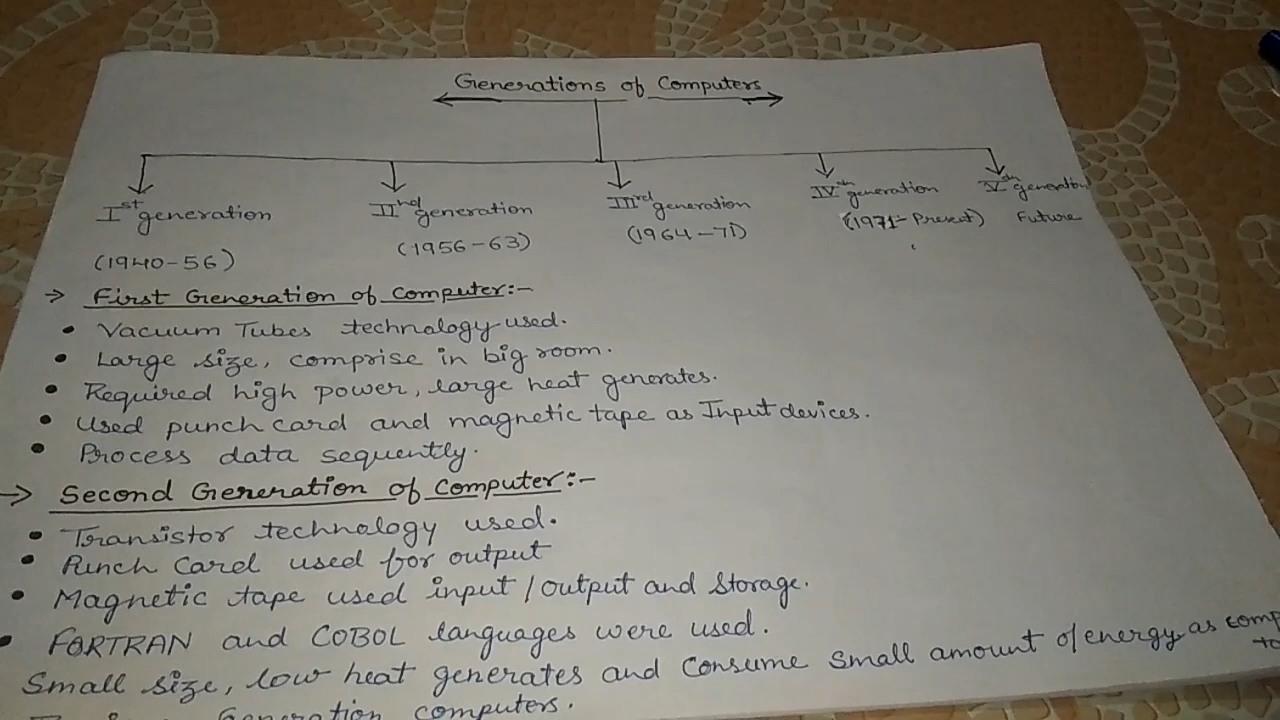 Generations of Computers
Ist generation
IInd generation
IIIrd generation
IVth generation
Vth generation
(1940-56)
(1956-63)
(1964-71)
(1971-Present)
Future
→ First Generation of Computer:-
• Vacuum Tubes technology used.
• Large size, comprise in big room.
• Required high power, large heat generates.
• Used punch card and magnetic tape as Input devices.
• Process data sequently.
→ Second Generation of Computer:-
• Transistor technology used.
• Punch Card used for output
• Magnetic tape used input / output and Storage.
• FORTRAN and COBOL languages were used.
Small size, low heat generates and Consume Small amount of energy as comp
to
Generation computers.